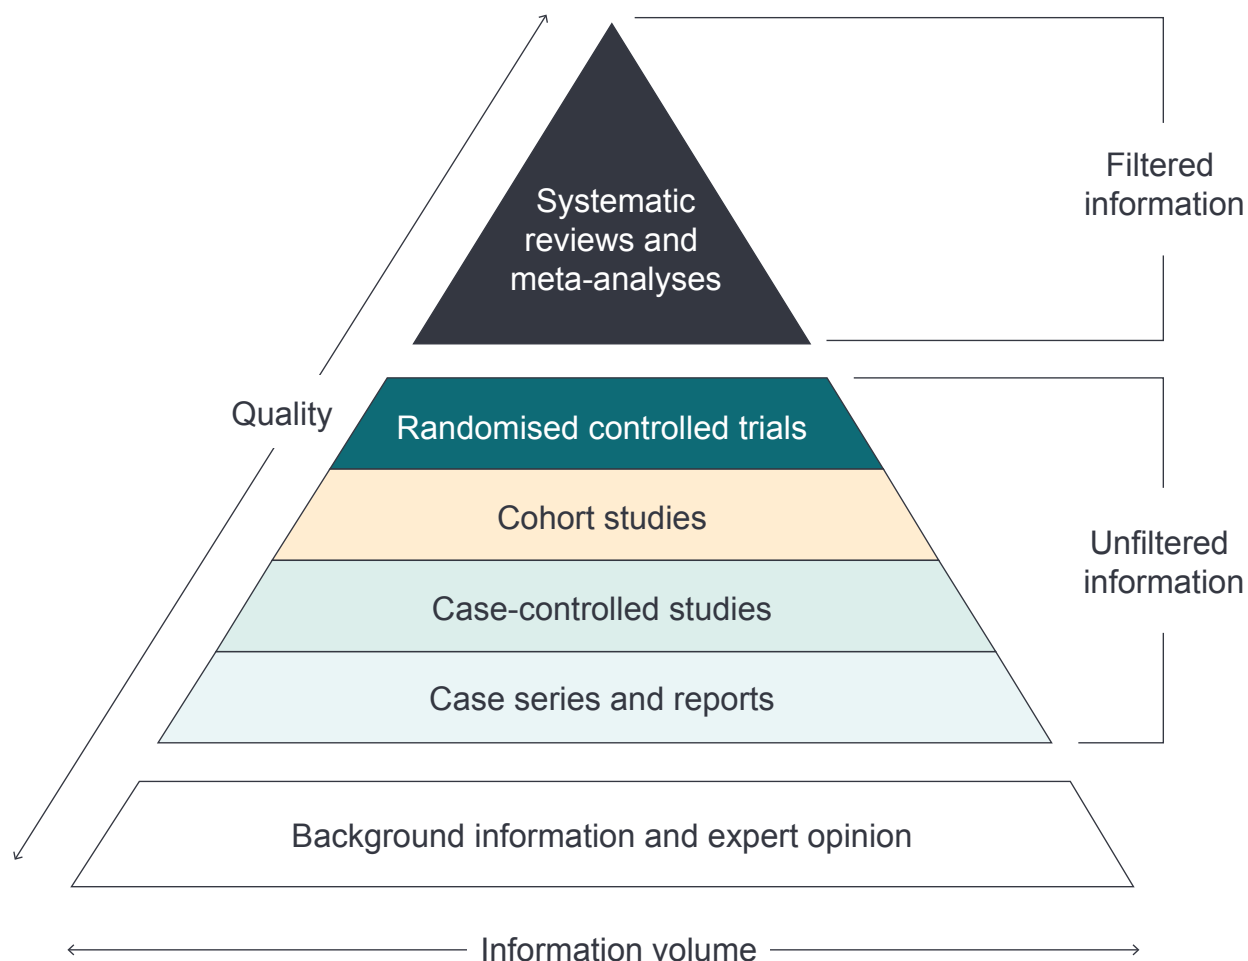 Systematic
reviews and
meta-analyses
Filtered
information
Quality
Randomised controlled trials
Cohort studies
Unfiltered
information
Case-controlled studies
Case series and reports
Background information and expert opinion
Information volume